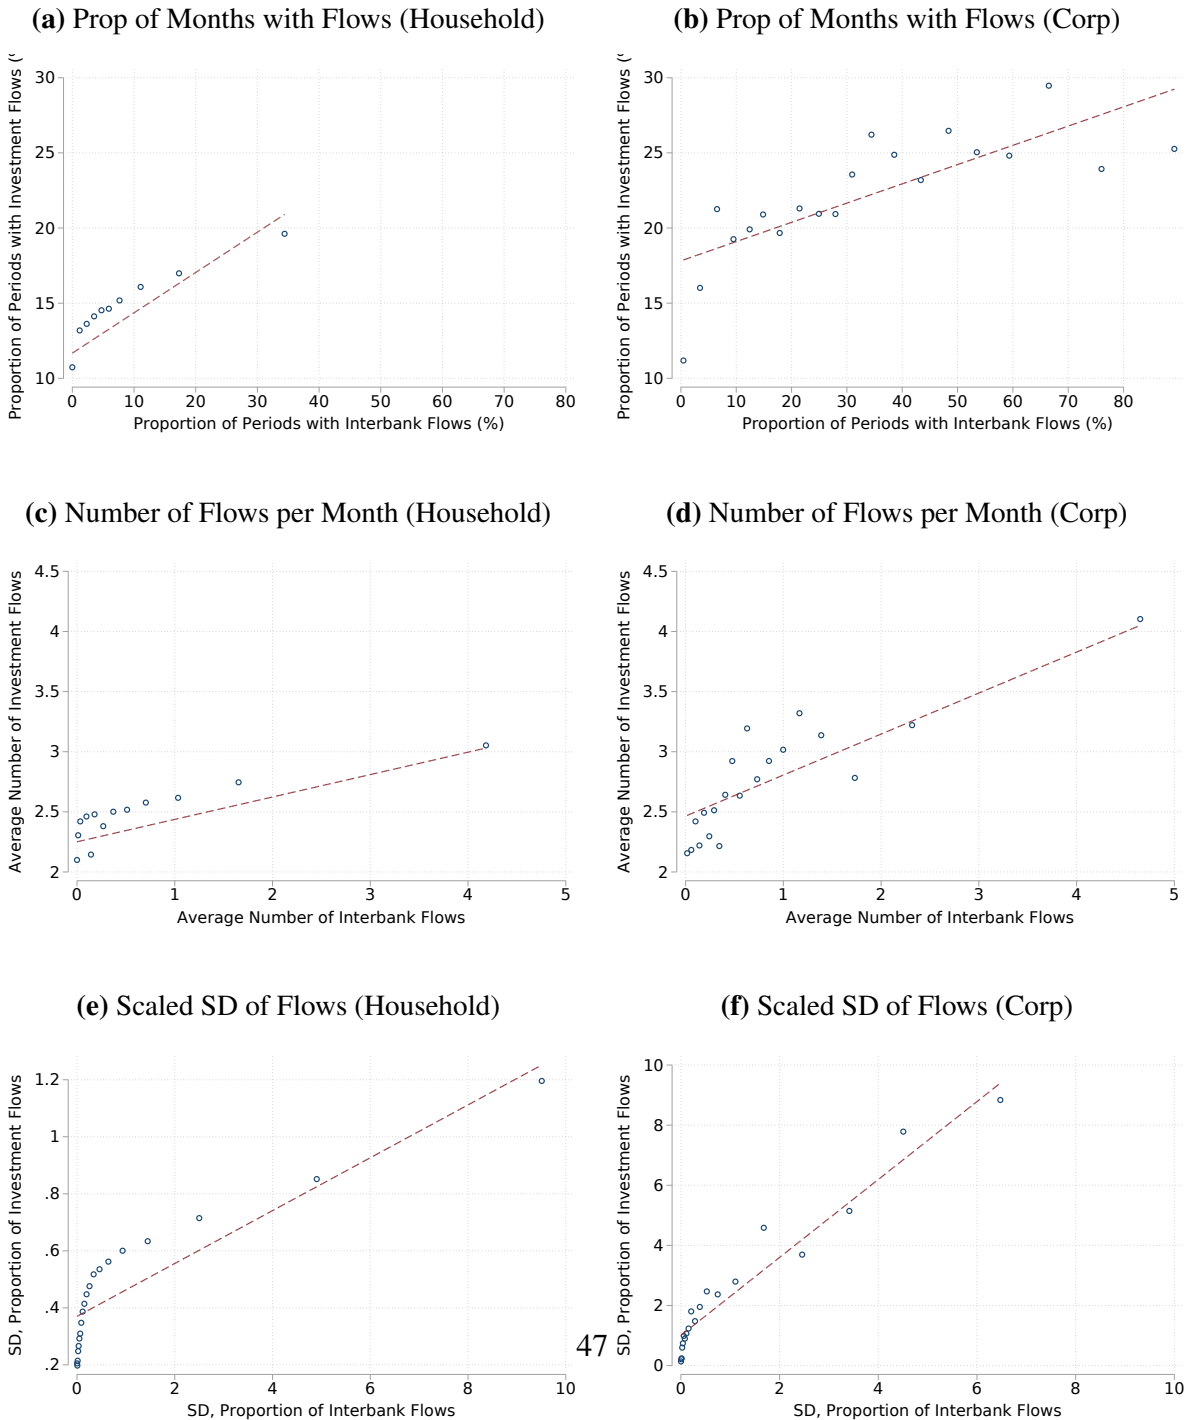 (a) Prop of Months with Flows (Household)
Proportion of Periods with Investment Flows (
30
25
20
15
10
0 10 20 30 40 50 60 70 80
Proportion of Periods with Interbank Flows (%)
(b) Prop of Months with Flows (Corp)
Proportion of Periods with Investment Flows (
30
25
20
15
10
0 10 20 30 40 50 60 70 80
Proportion of Periods with Interbank Flows (%)
(c) Number of Flows per Month (Household)
Average Number of Investment Flows
4.5
4
3.5
3
2.5
2
0 1 2 3 4 5
Average Number of Interbank Flows
(d) Number of Flows per Month (Corp)
Average Number of Investment Flows
4.5
4
3.5
3
2.5
2
0 1 2 3 4 5
Average Number of Interbank Flows
(e) Scaled SD of Flows (Household)
SD, Proportion of Investment Flows
1.2
1
.8
.6
.4
.2
0 2 4 6 8 10
SD, Proportion of Interbank Flows
(f) Scaled SD of Flows (Corp)
SD, Proportion of Investment Flows
10
8
6
4
2
0
0 2 4 6 8 10
SD, Proportion of Interbank Flows
47